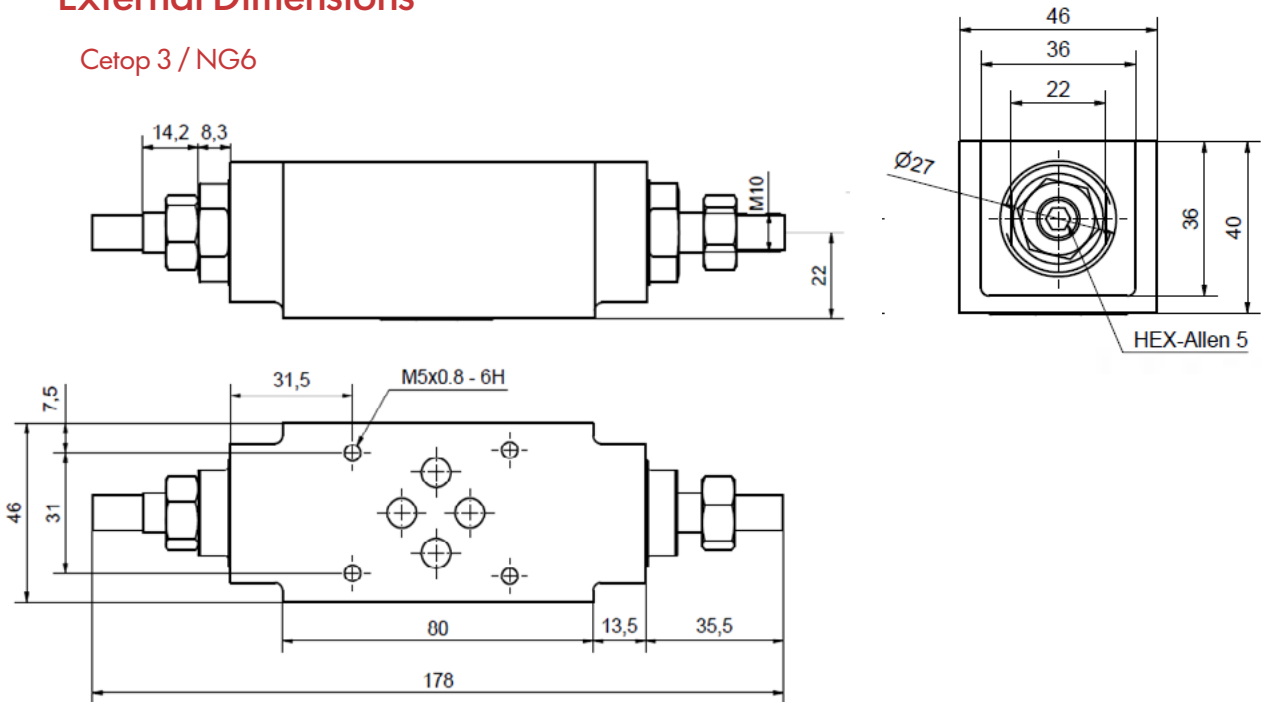 External Dimensions
Cetop 3 / NG6
14,2
8,3
M10
22
46
36
22
Ø27
36
40
HEX-Allen 5
31,5
M5x0.8 - 6H
7,5
31
46
80
13,5
35,5
178